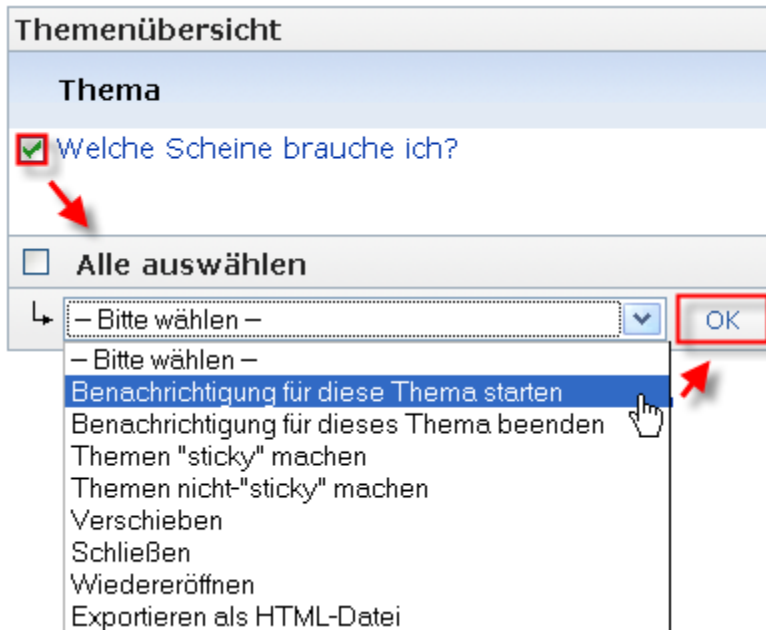 Themenübersicht
Thema
Welche Scheine brauche ich?
Alle auswählen
– Bitte wählen –
OK
– Bitte wählen –
Benachrichtigung für diese Thema starten
Benachrichtigung für dieses Thema beenden
Themen "sticky" machen
Themen nicht-"sticky" machen
Verschieben
Schließen
Wiedereröffnen
Exportieren als HTML-Datei